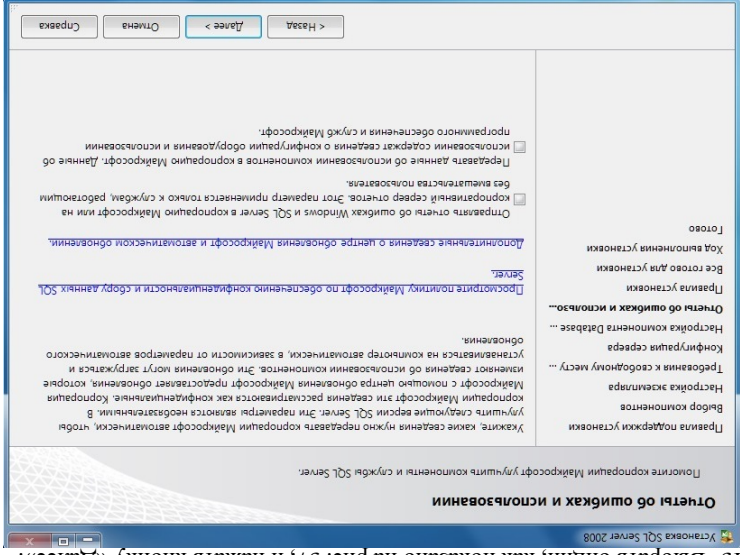 Установка SQL Server 2008
Отчеты об ошибках и использовании
Помогите корпорации Майкрософт улучшить компоненты и службы SQL Server.
Правила поддержки установки
Выбор компонентов
Настройка экземпляра
Требования к свободному месту ...
Конфигурация сервера
Настройка компонента Database ...
Отчеты об ошибках и использо...
Правила установки
Все готово для установки
Ход выполнения установки
Готово
Укажите, какие сведения нужно передавать корпорации Майкрософт автоматически, чтобы
улучшить следующие версии SQL Server. Эти параметры являются необязательными. В
корпорации Майкрософт эти сведения рассматриваются как конфиденциальные. Корпорация
Майкрософт с помощью центра обновления Майкрософт предоставляет обновления, которые
изменяют сведения об использовании компонентов. Эти обновления могут загружаться и
устанавливаться на компьютер автоматически, в зависимости от параметров автоматического
обновления.
Просмотрите политику Майкрософт по обеспечению конфиденциальности и сбору данных SQL
Server.
Дополнительные сведения о центре обновления Майкрософт и автоматическом обновлении.
Отправлять отчеты об ошибках Windows и SQL Server в корпорацию Майкрософт или на
корпоративный сервер отчетов. Этот параметр применяется только к службам, работающим
без вмешательства пользователя.
Передавать данные об использовании компонентов в корпорацию Майкрософт. Данные об
использовании содержат сведения о конфигурации оборудования и использовании
программного обеспечения и служб Майкрософт.
< Назад
Далее >
Отмена
Справка